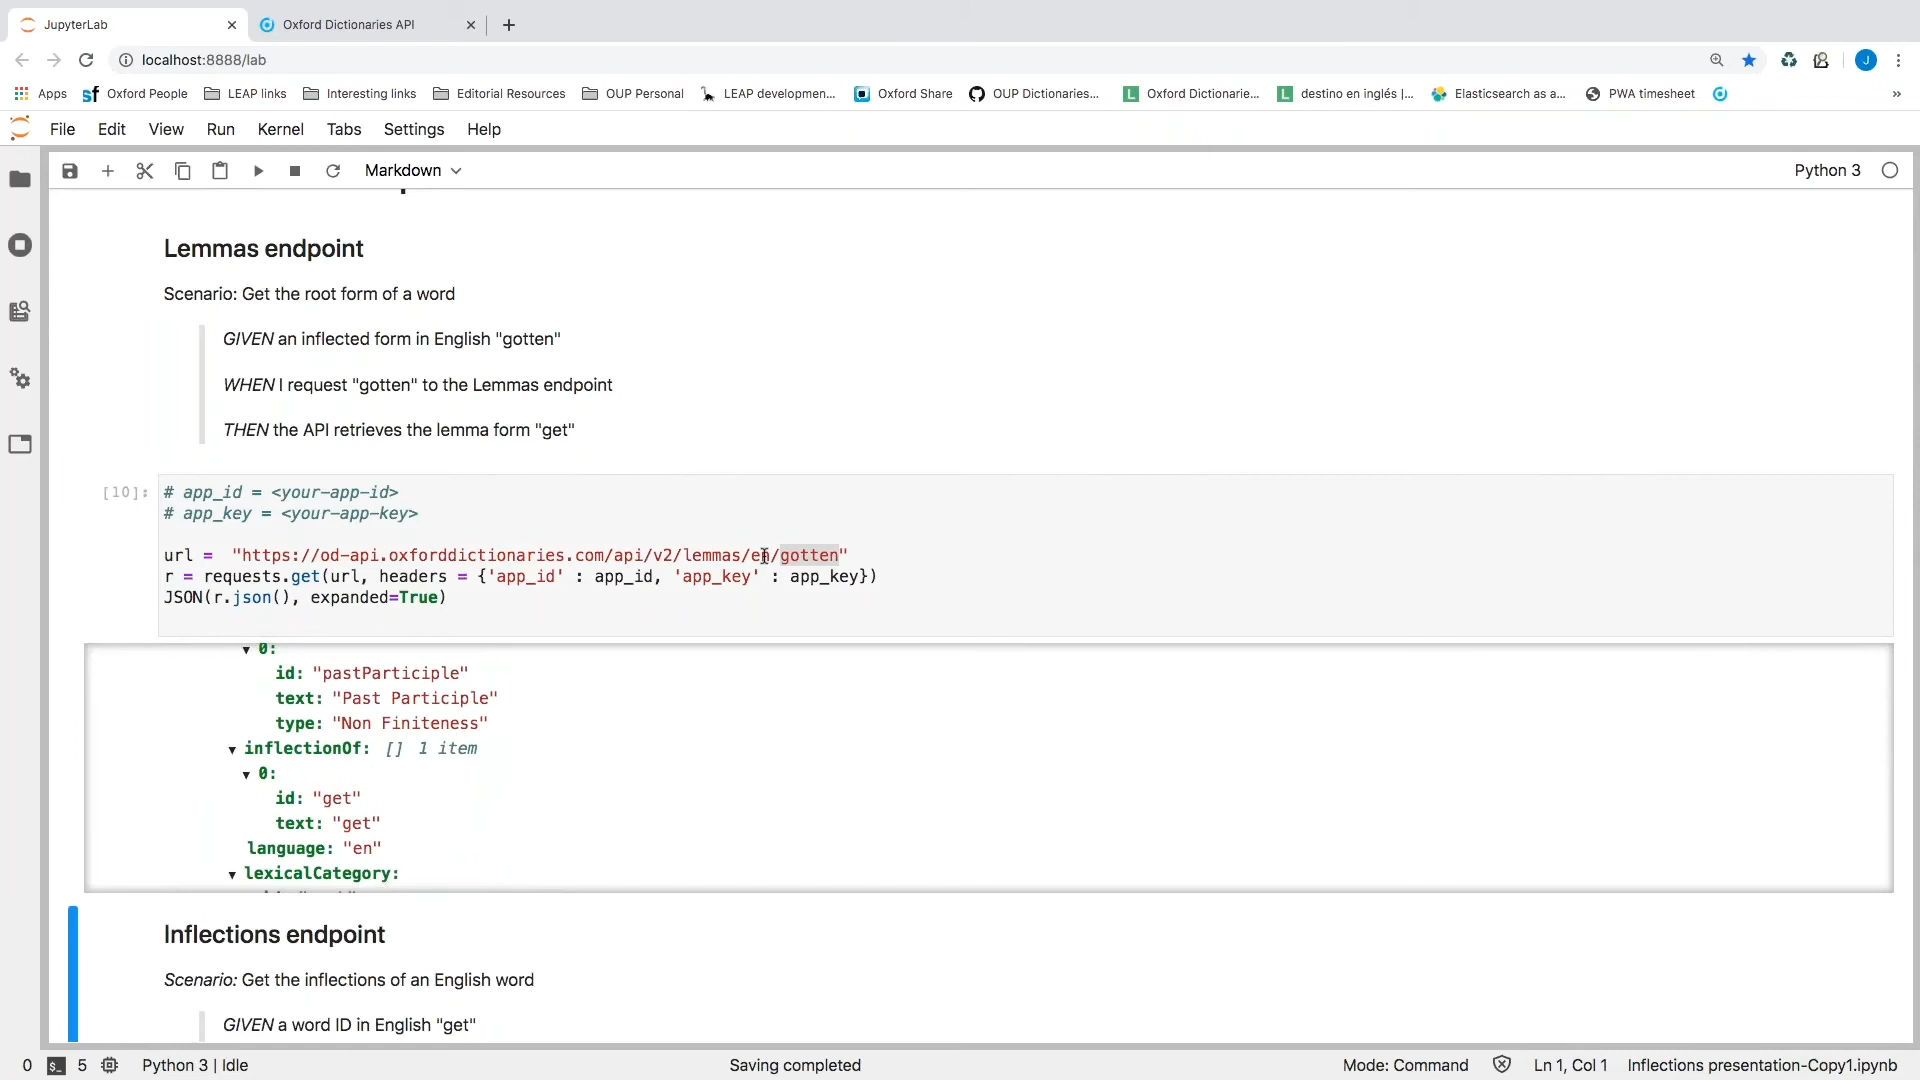 JupyterLab
Oxford Dictionaries API
localhost:8888/lab
J
Apps
Oxford People
LEAP links
Interesting links
Editorial Resources
OUP Personal
LEAP developmen...
Oxford Share
OUP Dictionaries...
L Oxford Dictionarie...
L destino en inglés |...
Elasticsearch as a...
PWA timesheet
»
File Edit View Run Kernel Tabs Settings Help
Markdown
Python 3
Lemmas endpoint
Scenario: Get the root form of a word
GIVEN an inflected form in English "gotten"
WHEN I request "gotten" to the Lemmas endpoint
THEN the API retrieves the lemma form "get"
[10]:
# app_id = <your-app-id>
# app_key = <your-app-key>
url =  "https://od-api.oxforddictionaries.com/api/v2/lemmas/en/gotten"
r = requests.get(url, headers = {'app_id' : app_id, 'app_key' : app_key})
JSON(r.json(), expanded=True)
0:
id: "pastParticiple"
text: "Past Participle"
type: "Non Finiteness"
inflectionOf: [] 1 item
0:
id: "get"
text: "get"
language: "en"
lexicalCategory:
Inflections endpoint
Scenario: Get the inflections of an English word
GIVEN a word ID in English "get"
0 $_ 5 Python 3 | Idle
Saving completed
Mode: Command
Ln 1, Col 1
Inflections presentation-Copy1.ipynb